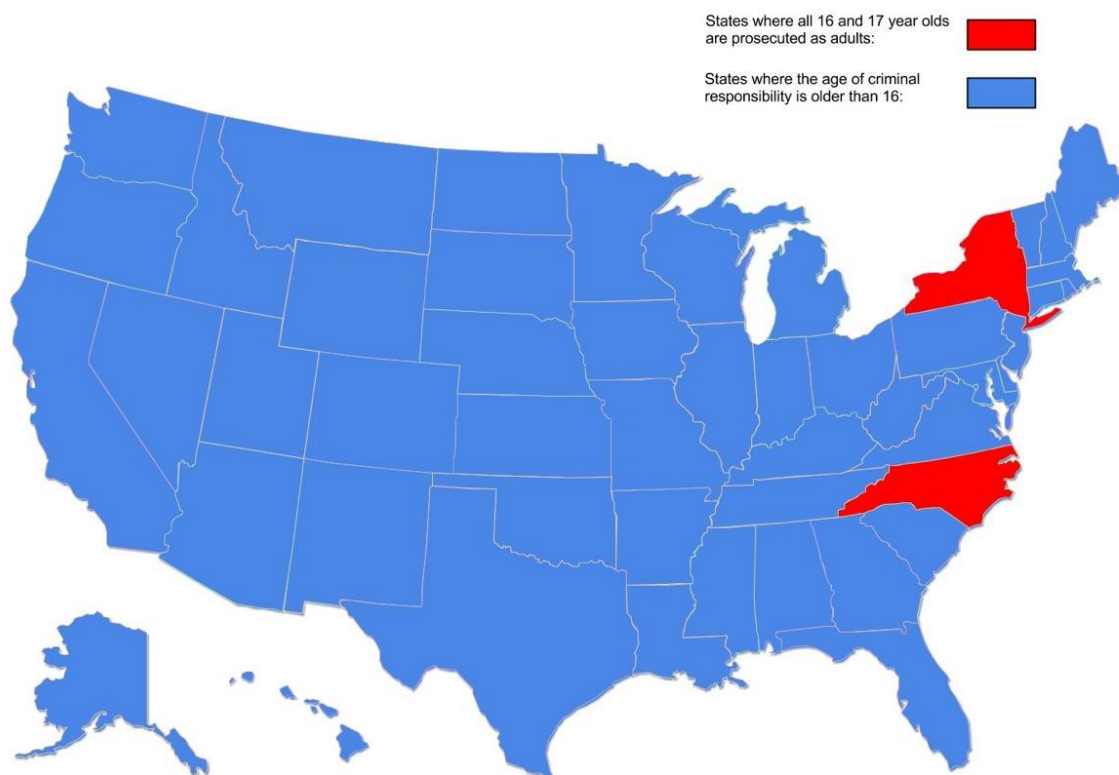 States where all 16 and 17 year olds
are prosecuted as adults:
States where the age of criminal
responsibility is older than 16: